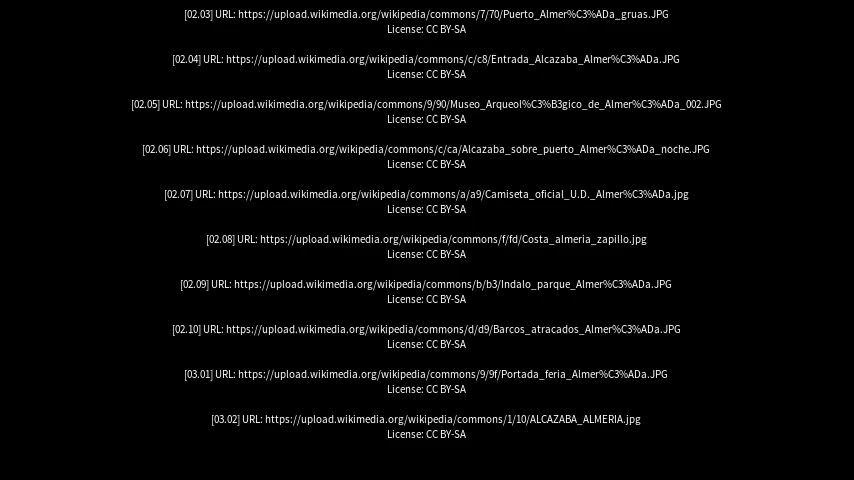 [02.03] URL: https://upload.wikimedia.org/wikipedia/commons/7/70/Puerto_Almer%C3%ADa_gruas.JPG
License: CC BY-SA
[02.04] URL: https://upload.wikimedia.org/wikipedia/commons/c/c8/Entrada_Alcazaba_Almer%C3%ADa.JPG
License: CC BY-SA
[02.05] URL: https://upload.wikimedia.org/wikipedia/commons/9/90/Museo_Arqueol%C3%B3gico_de_Almer%C3%ADa_002.JPG
License: CC BY-SA
[02.06] URL: https://upload.wikimedia.org/wikipedia/commons/c/ca/Alcazaba_sobre_puerto_Almer%C3%ADa_noche.JPG
License: CC BY-SA
[02.07] URL: https://upload.wikimedia.org/wikipedia/commons/a/a9/Camiseta_oficial_U.D._Almer%C3%ADa.jpg
License: CC BY-SA
[02.08] URL: https://upload.wikimedia.org/wikipedia/commons/f/fd/Costa_almeria_zapillo.jpg
License: CC BY-SA
[02.09] URL: https://upload.wikimedia.org/wikipedia/commons/b/b3/Indalo_parque_Almer%C3%ADa.JPG
License: CC BY-SA
[02.10] URL: https://upload.wikimedia.org/wikipedia/commons/d/d9/Barcos_atracados_Almer%C3%ADa.JPG
License: CC BY-SA
[03.01] URL: https://upload.wikimedia.org/wikipedia/commons/9/9f/Portada_feria_Almer%C3%ADa.JPG
License: CC BY-SA
[03.02] URL: https://upload.wikimedia.org/wikipedia/commons/1/10/ALCAZABA_ALMERIA.jpg
License: CC BY-SA